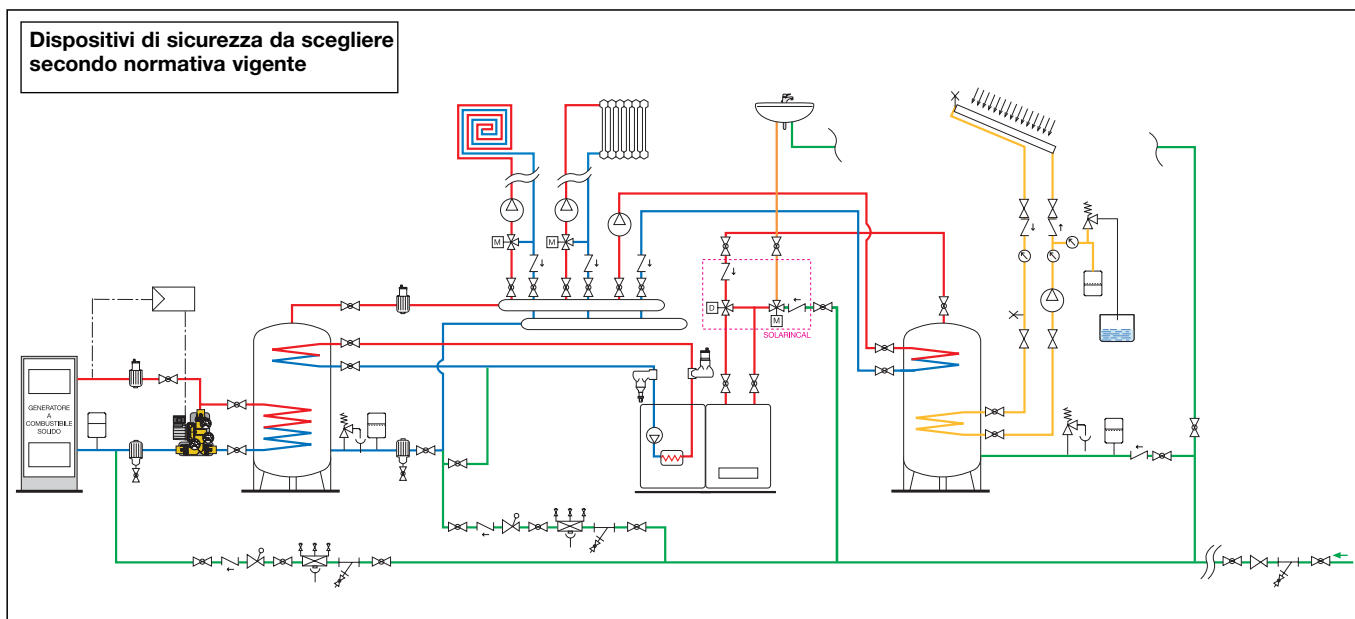 Dispositivi di sicurezza da scegliere
secondo normativa vigente
M
M
D
M
SOLARINCAL
GENERATORE
A
COMBUSTIBILE
SOLIDO